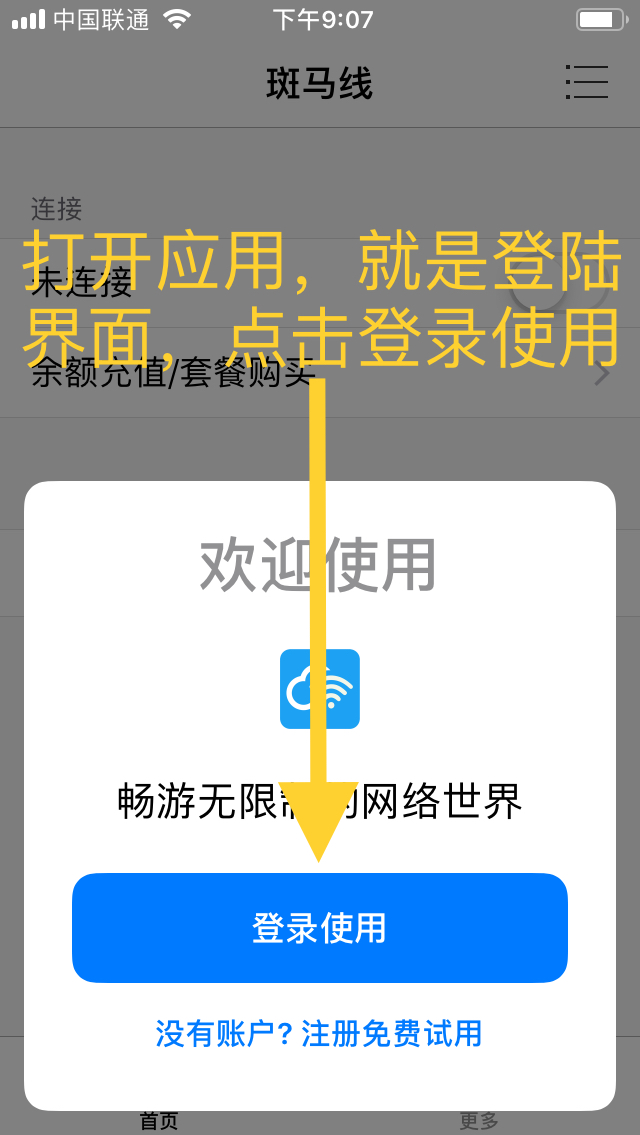 中国联通 下午9:07
斑马线
连接
打开应用，就是登陆
未连接
界面，点击登录使用
余额充值/套餐购买
欢迎使用
畅游无限制的网络世界
登录使用
没有账户? 注册免费试用
首页 更多